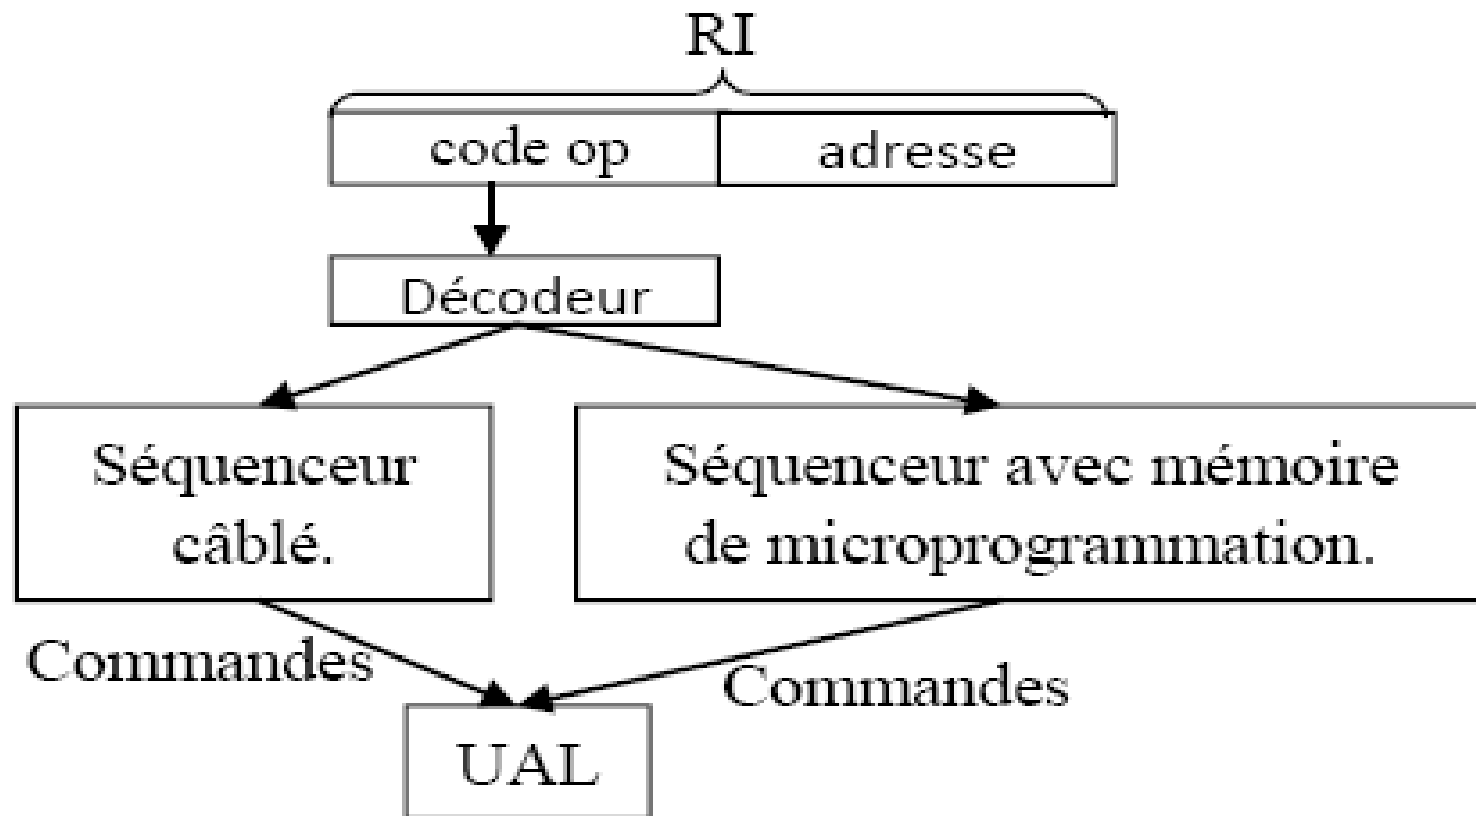 RI
code op
adresse
Décodeur
Séquenceur
câblé.
Séquenceur avec mémoire
de microprogrammation.
Commandes
Commandes
UAL